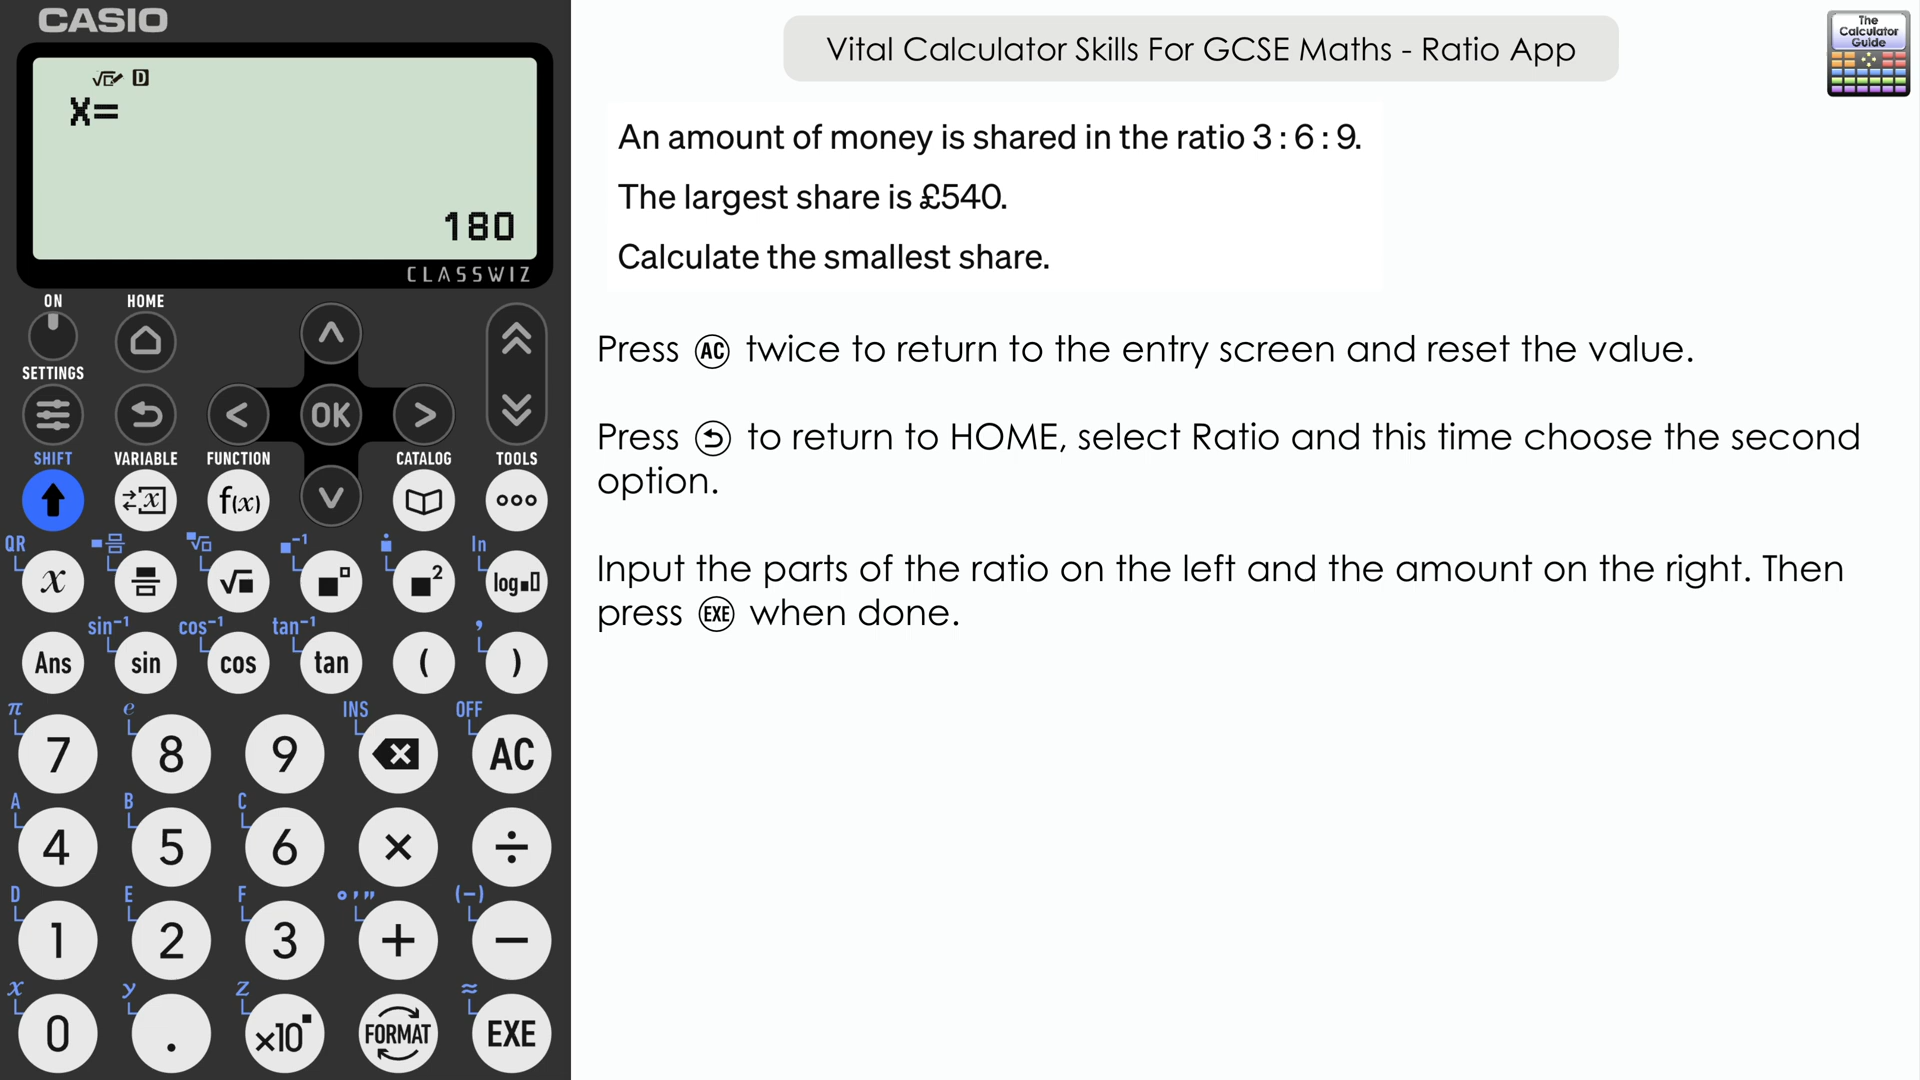 CASIO
D
x=
180
CLASSWIZ
Vital Calculator Skills For GCSE Maths - Ratio App
The
Calculator
Guide
An amount of money is shared in the ratio 3 : 6 : 9.
The largest share is £540.
Calculate the smallest share.
Press AC twice to return to the entry screen and reset the value.
Press ↩ to return to HOME, select Ratio and this time choose the second
option.
Input the parts of the ratio on the left and the amount on the right. Then
press EXE when done.
ON HOME
SETTINGS
< OK >
SHIFT VARIABLE FUNCTION CATALOG TOOLS
x f(x)
QR √ -1 ln
x √ 2 log
sin-1 cos-1 tan-1 ,
Ans sin cos tan ( )
π e INS OFF
7 8 9 AC
A B C
4 5 6 × ÷
D E F ° ′ ″ (−)
1 2 3 + −
x y z ≈
0 . ×10 FORMAT EXE